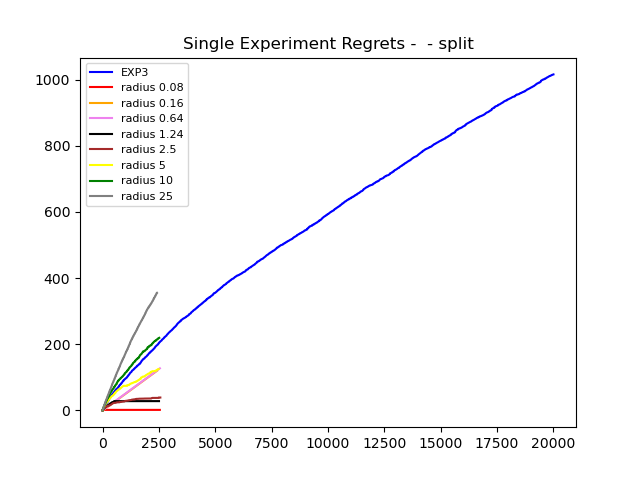 Single Experiment Regrets -  - split
EXP3
radius 0.08
radius 0.16
radius 0.64
radius 1.24
radius 2.5
radius 5
radius 10
radius 25
1000
800
600
400
200
0
0 2500 5000 7500 10000 12500 15000 17500 20000